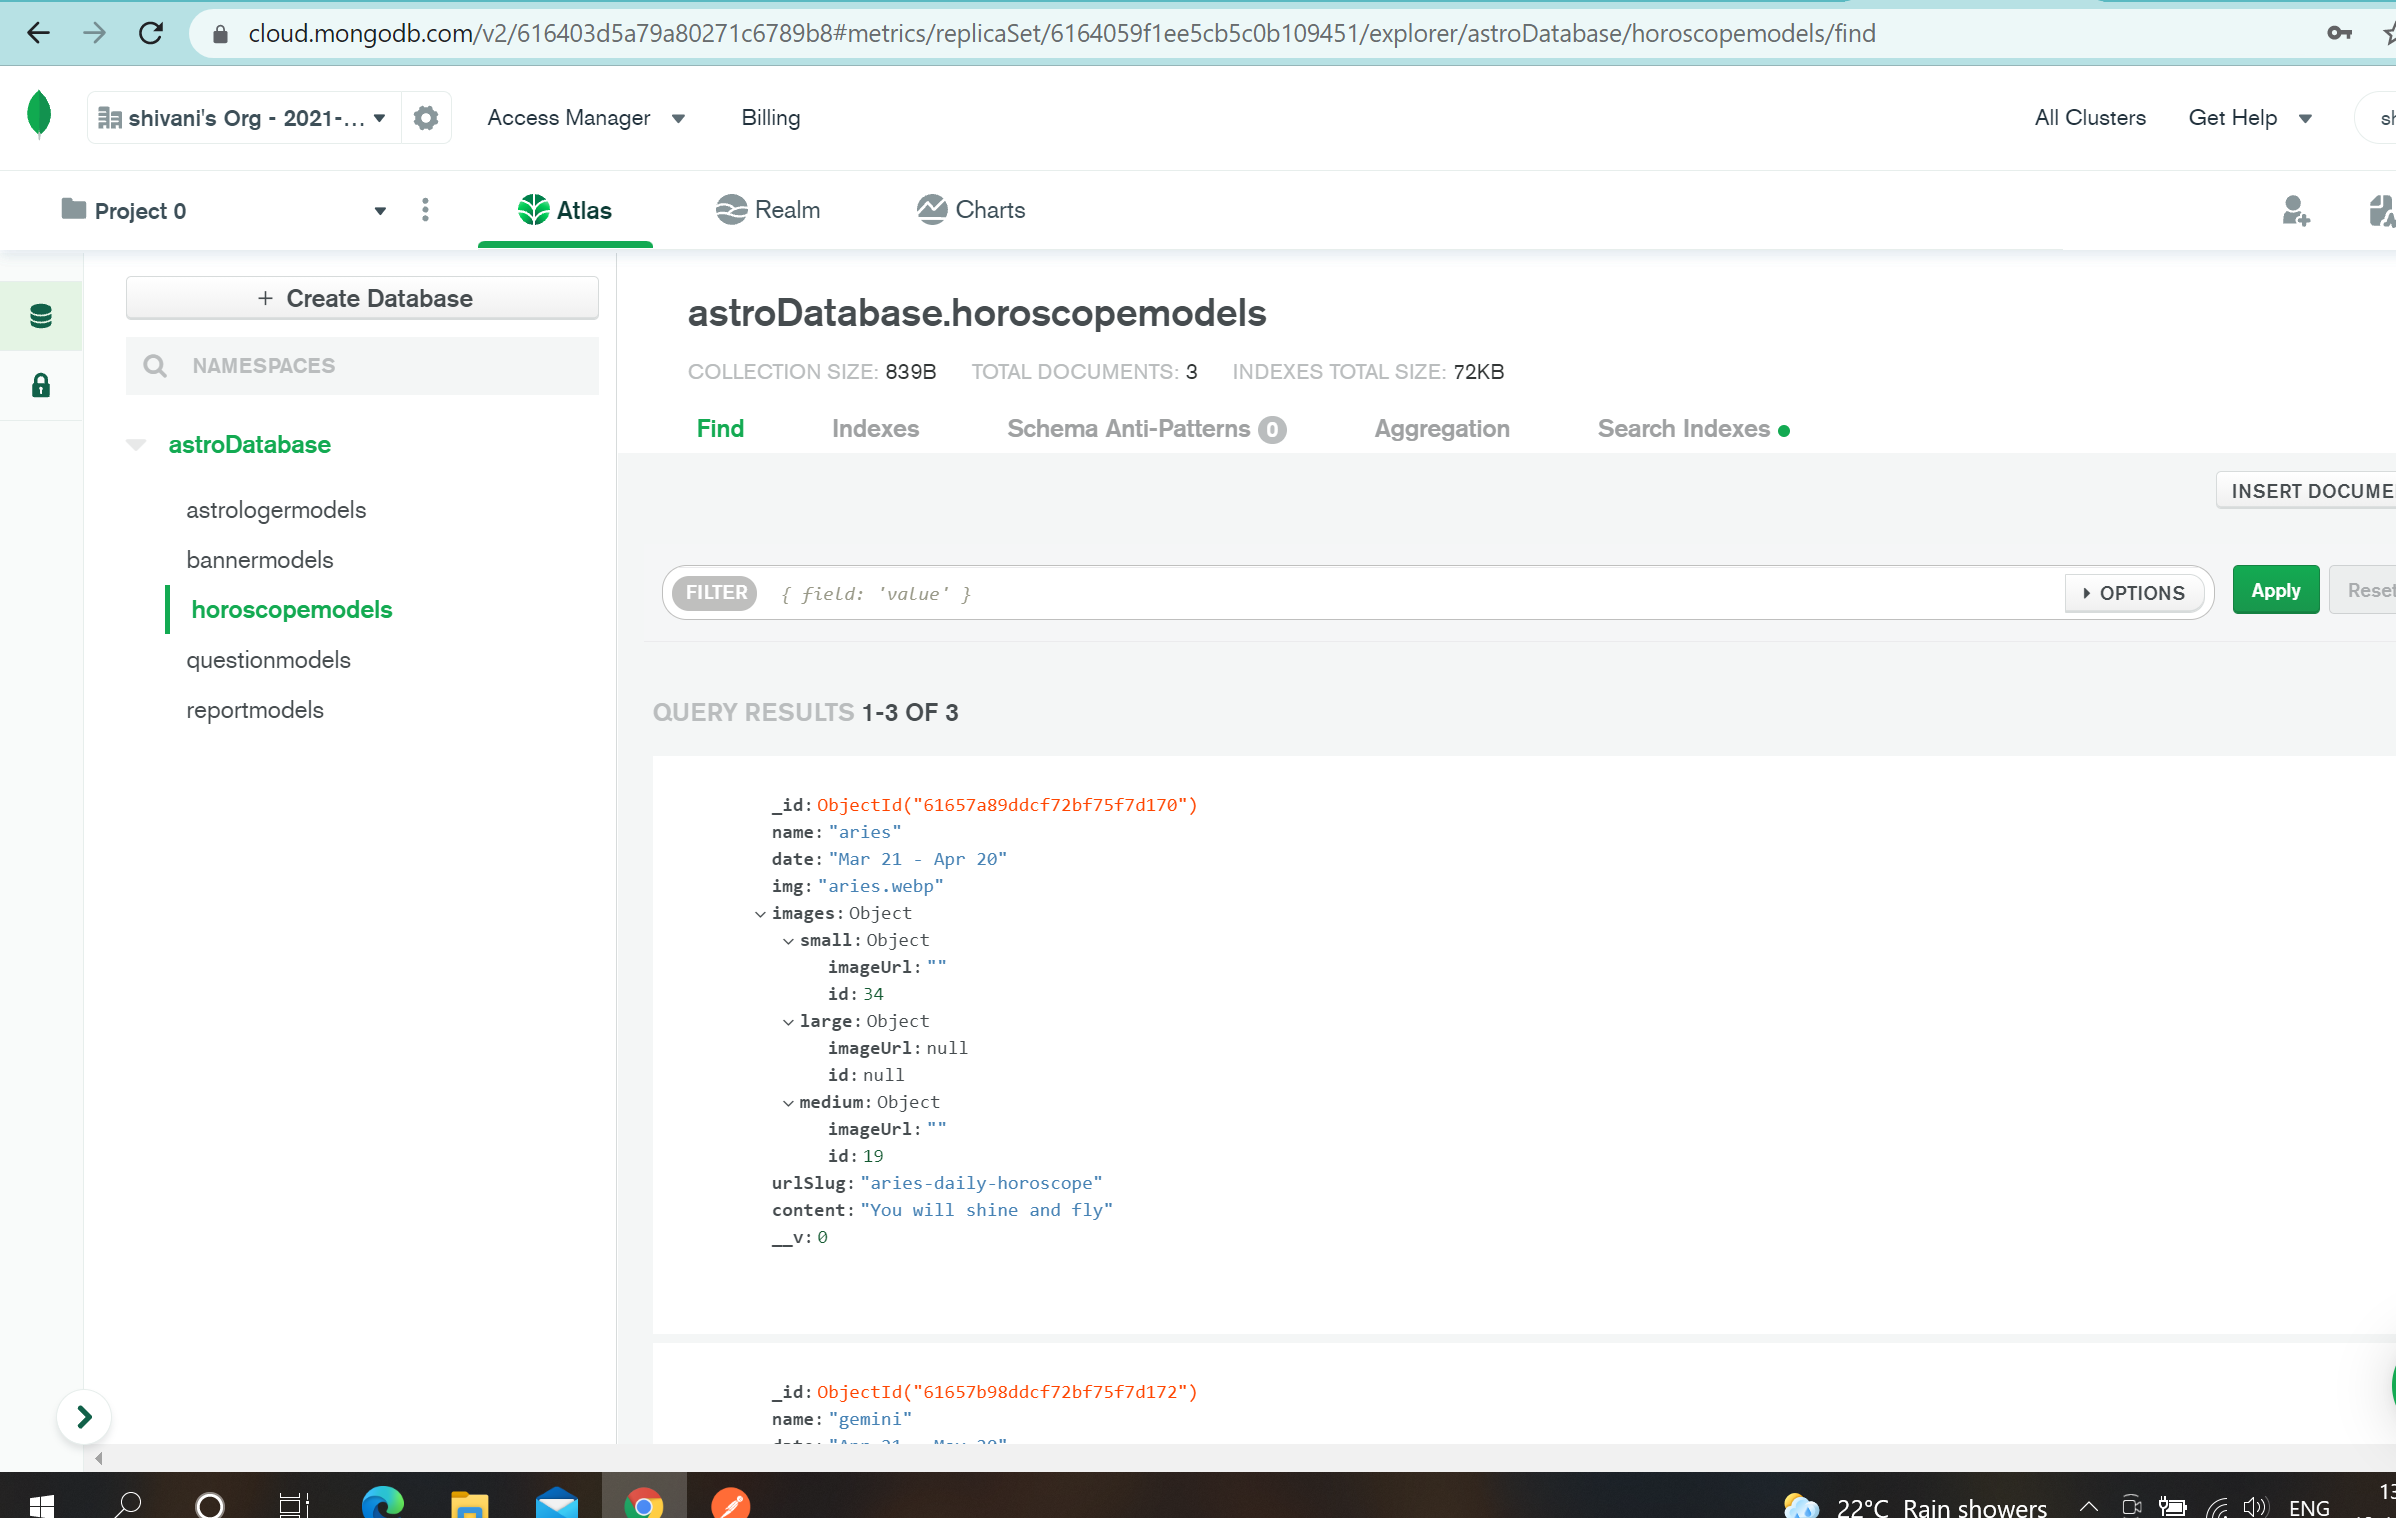 cloud.mongodb.com/v2/616403d5a79a80271c6789b8#metrics/replicaSet/6164059f1ee5cb5c0b109451/explorer/astroDatabase/horoscopemodels/find
shivani's Org - 2021-...
Access Manager
Billing
All Clusters
Get Help
sh
Project 0
Atlas
Realm
Charts
+ Create Database
NAMESPACES
astroDatabase
astrologermodels
bannermodels
horoscopemodels
questionmodels
reportmodels
astroDatabase.horoscopemodels
COLLECTION SIZE: 839B TOTAL DOCUMENTS: 3 INDEXES TOTAL SIZE: 72KB
Find Indexes Schema Anti-Patterns 0 Aggregation Search Indexes
INSERT DOCUME
FILTER { field: 'value' } OPTIONS Apply Reset
QUERY RESULTS 1-3 OF 3
_id: ObjectId("61657a89ddcf72bf75f7d170")
name: "aries"
date: "Mar 21 - Apr 20"
img: "aries.webp"
images: Object
small: Object
imageUrl: ""
id: 34
large: Object
imageUrl: null
id: null
medium: Object
imageUrl: ""
id: 19
urlSlug: "aries-daily-horoscope"
content: "You will shine and fly"
__v: 0
_id: ObjectId("61657b98ddcf72bf75f7d172")
name: "gemini"
22°C Rain showers ENG 13